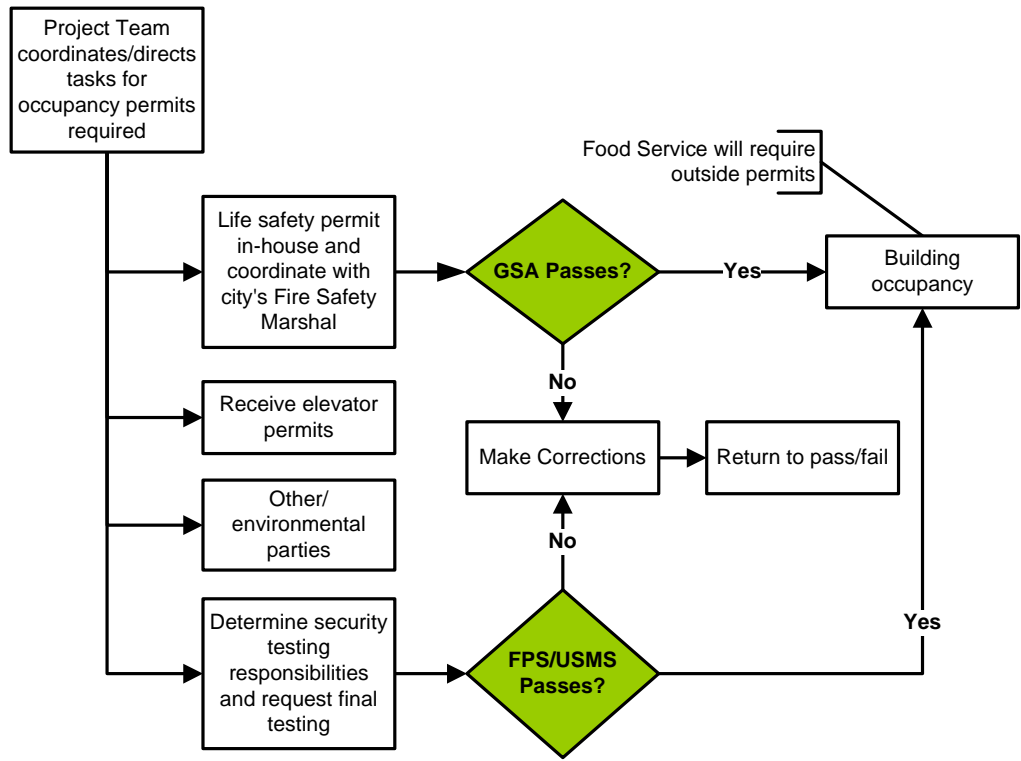 Project Team
coordinates/directs
tasks for
occupancy permits
required
Food Service will require
outside permits
Life safety permit
in-house and
coordinate with
city's Fire Safety
Marshal
GSA Passes?
Yes
Building
occupancy
No
Receive elevator
permits
Make Corrections
Return to pass/fail
Other/
environmental
parties
No
Determine security
testing
responsibilities
and request final
testing
FPS/USMS
Passes?
Yes